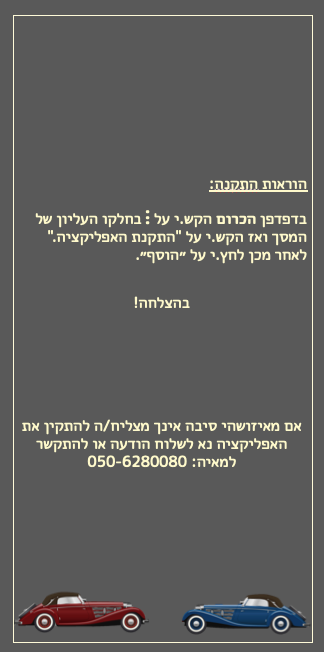 הוראות התקנה:
בדפדפן הכרום הקש.י על ⋮ בחלקו העליון של
המסך ואז הקש.י על "התקנת האפליקציה."
לאחר מכן לחץ.י על ״הוסף״.
בהצלחה!
אם מאיזושהי סיבה אינך מצליח/ה להתקין את
האפליקציה נא לשלוח הודעה או להתקשר
למאיה: 050-6280080